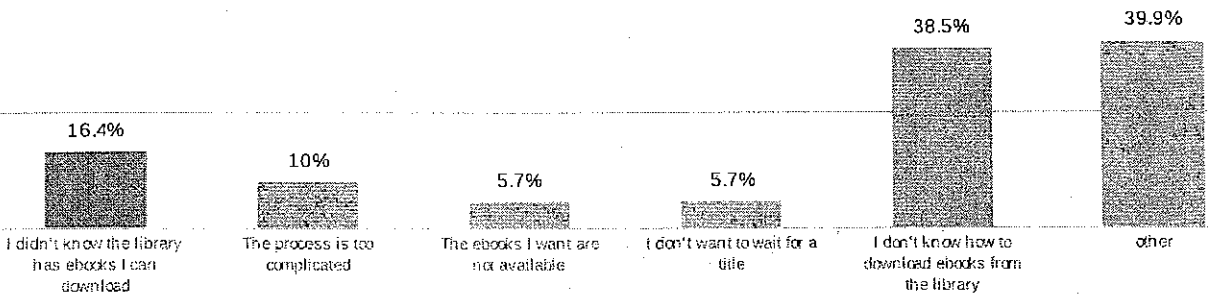 39.9%
38.5%
16.4%
10%
5.7%
5.7%
I didn't know the library
has ebooks I can
download
The process is too
complicated
The ebooks I want are
not available
I don't want to wait for a
title
I don't know how to
download ebooks from
the library
other